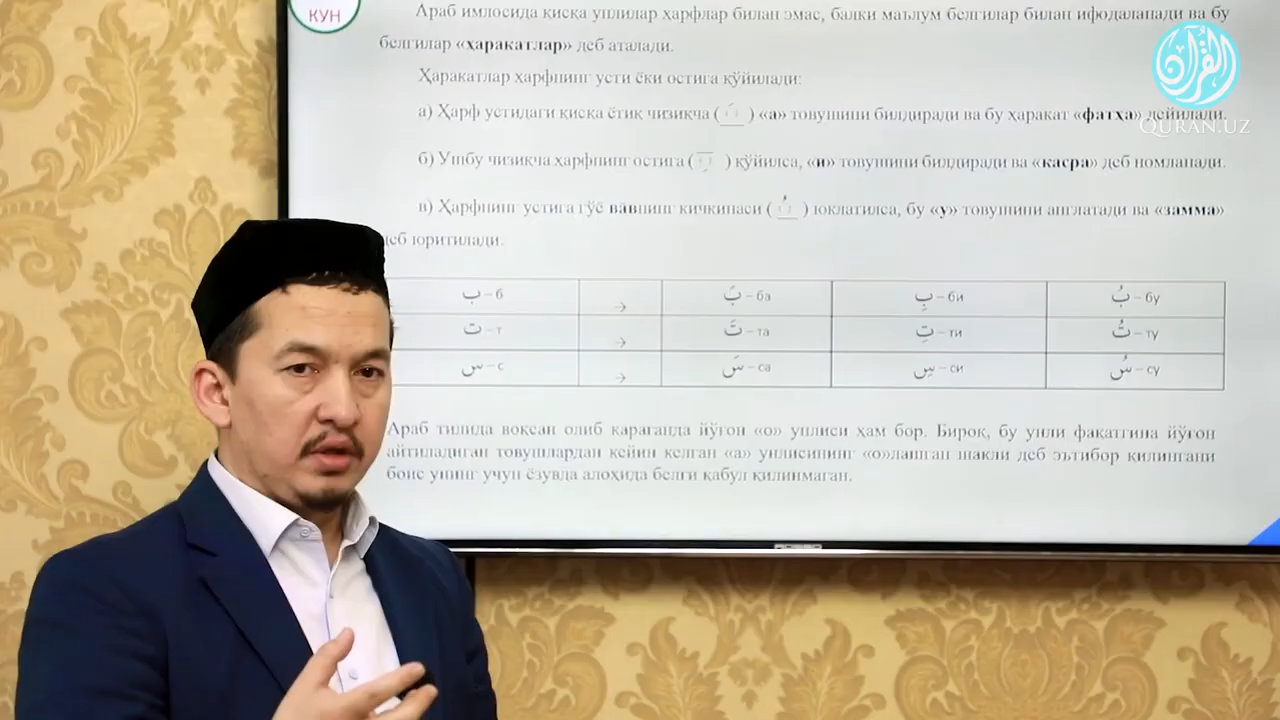 КУН
Араб имлосида қисқа унлилар ҳарфлар билан эмас, балки маълум белгилар билан ифодаланади ва бу
белгилар «ҳаракатлар» деб аталади.
Ҳаракатлар ҳарфнинг усти ёки остига қўйилади:
а) Ҳарф устидаги қисқа ётиқ чизиқча ( َ ) «а» товушини билдиради ва бу ҳаракат «фатҳа» дейилади.
б) Ушбу чизиқча ҳарфнинг остига ( ِ ) қўйилса, «и» товушини билдиради ва «касра» деб номланади.
в) Ҳарфнинг устига гўё вавнинг кичкинаси ( ُ ) юклатилса, бу «у» товушини англатади ва «замма»
деб юритилади.
ب – б → بَ – ба بِ – би بُ – бу
ت – т → تَ – та تِ – ти تُ – ту
س – с → سَ – са سِ – си سُ – су
Араб тилида воқеан олиб қараганда йўғон «о» унлиси ҳам бор. Бироқ, бу унли фақатгина йўғон
айтиладиган товушлардан кейин келган «а» унлисининг «о»лашган шакли деб эътибор қилингани
боис унинг учун ёзувда алоҳида белги қабул қилинмаган.
القرآن
QURAN.UZ